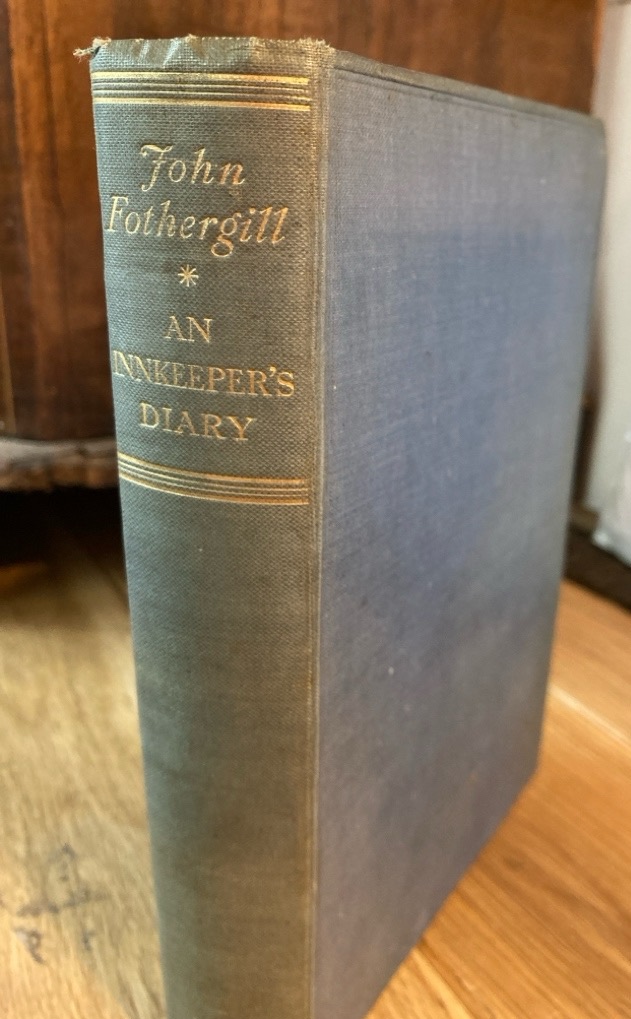 John
Fothergill
*
AN
INNKEEPER'S
DIARY